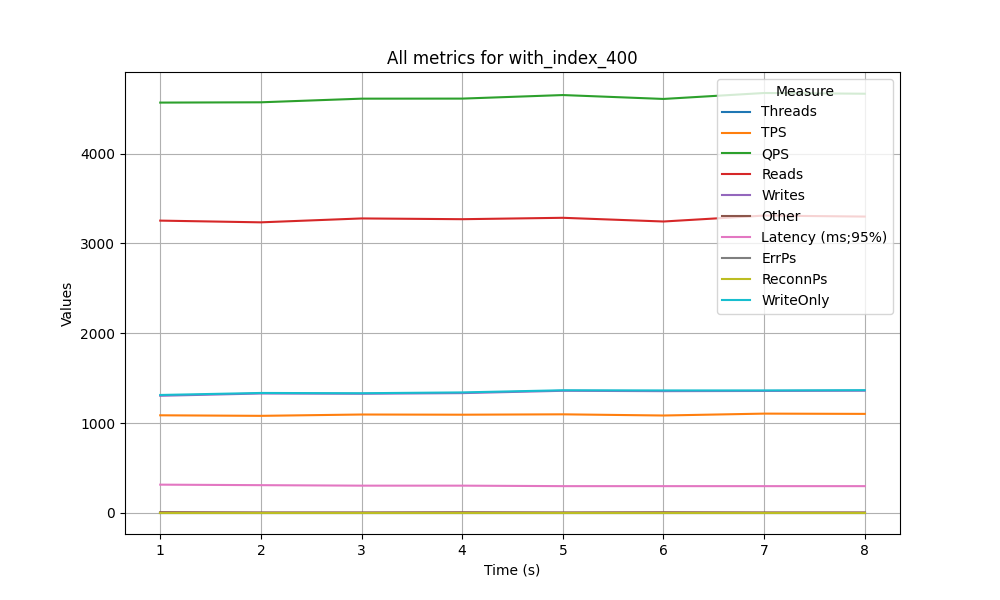 All metrics for with_index_400
Measure
Threads
TPS
QPS
Reads
Writes
Other
Latency (ms;95%)
ErrPs
ReconnPs
WriteOnly
Values
4000
3000
2000
1000
0
1 2 3 4 5 6 7 8
Time (s)